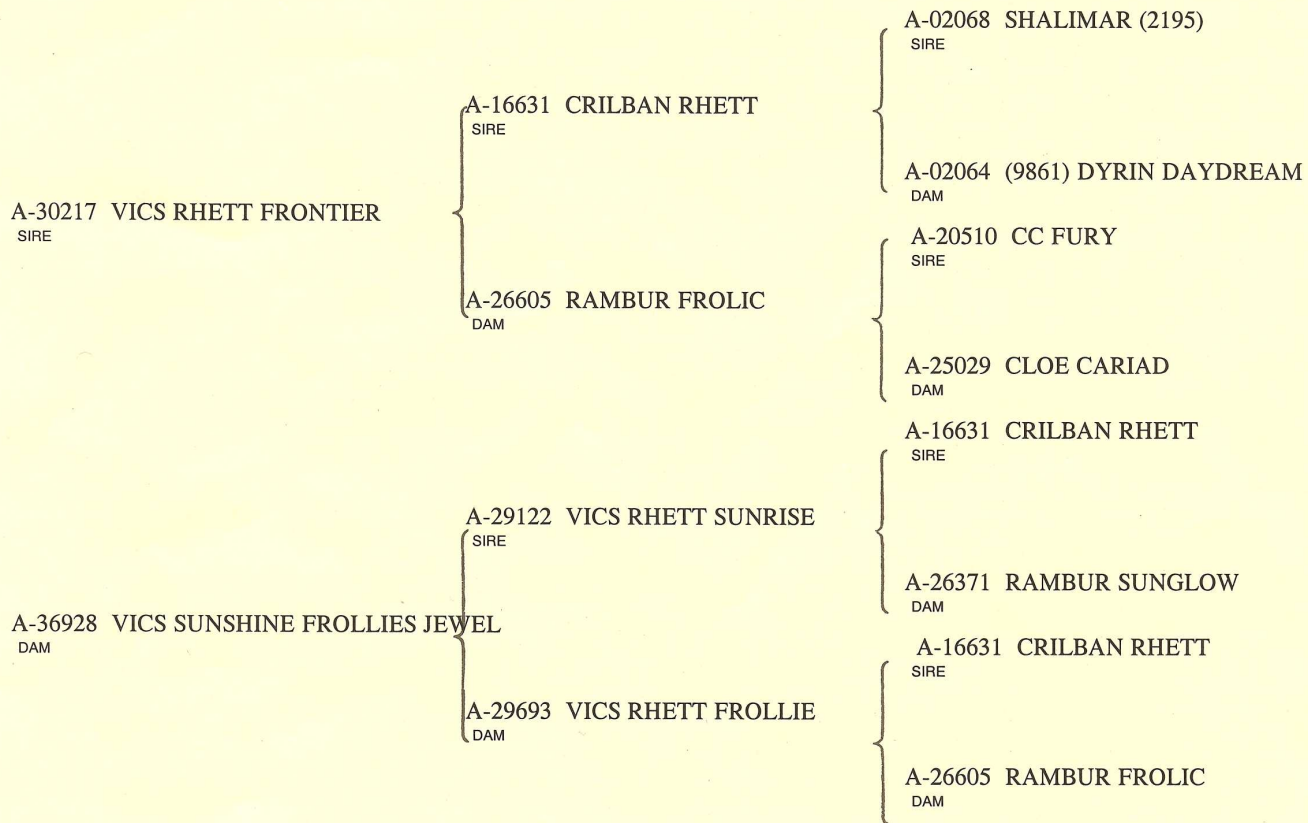 A-02068 SHALIMAR (2195)
SIRE
A-16631 CRILBAN RHETT
SIRE
A-02064 (9861) DYRIN DAYDREAM
DAM
A-30217 VICS RHETT FRONTIER
SIRE
A-20510 CC FURY
SIRE
A-26605 RAMBUR FROLIC
DAM
A-25029 CLOE CARIAD
DAM
A-16631 CRILBAN RHETT
SIRE
A-29122 VICS RHETT SUNRISE
SIRE
A-26371 RAMBUR SUNGLOW
DAM
A-36928 VICS SUNSHINE FROLLIES JEWEL
DAM
A-16631 CRILBAN RHETT
SIRE
A-29693 VICS RHETT FROLLIE
DAM
A-26605 RAMBUR FROLIC
DAM